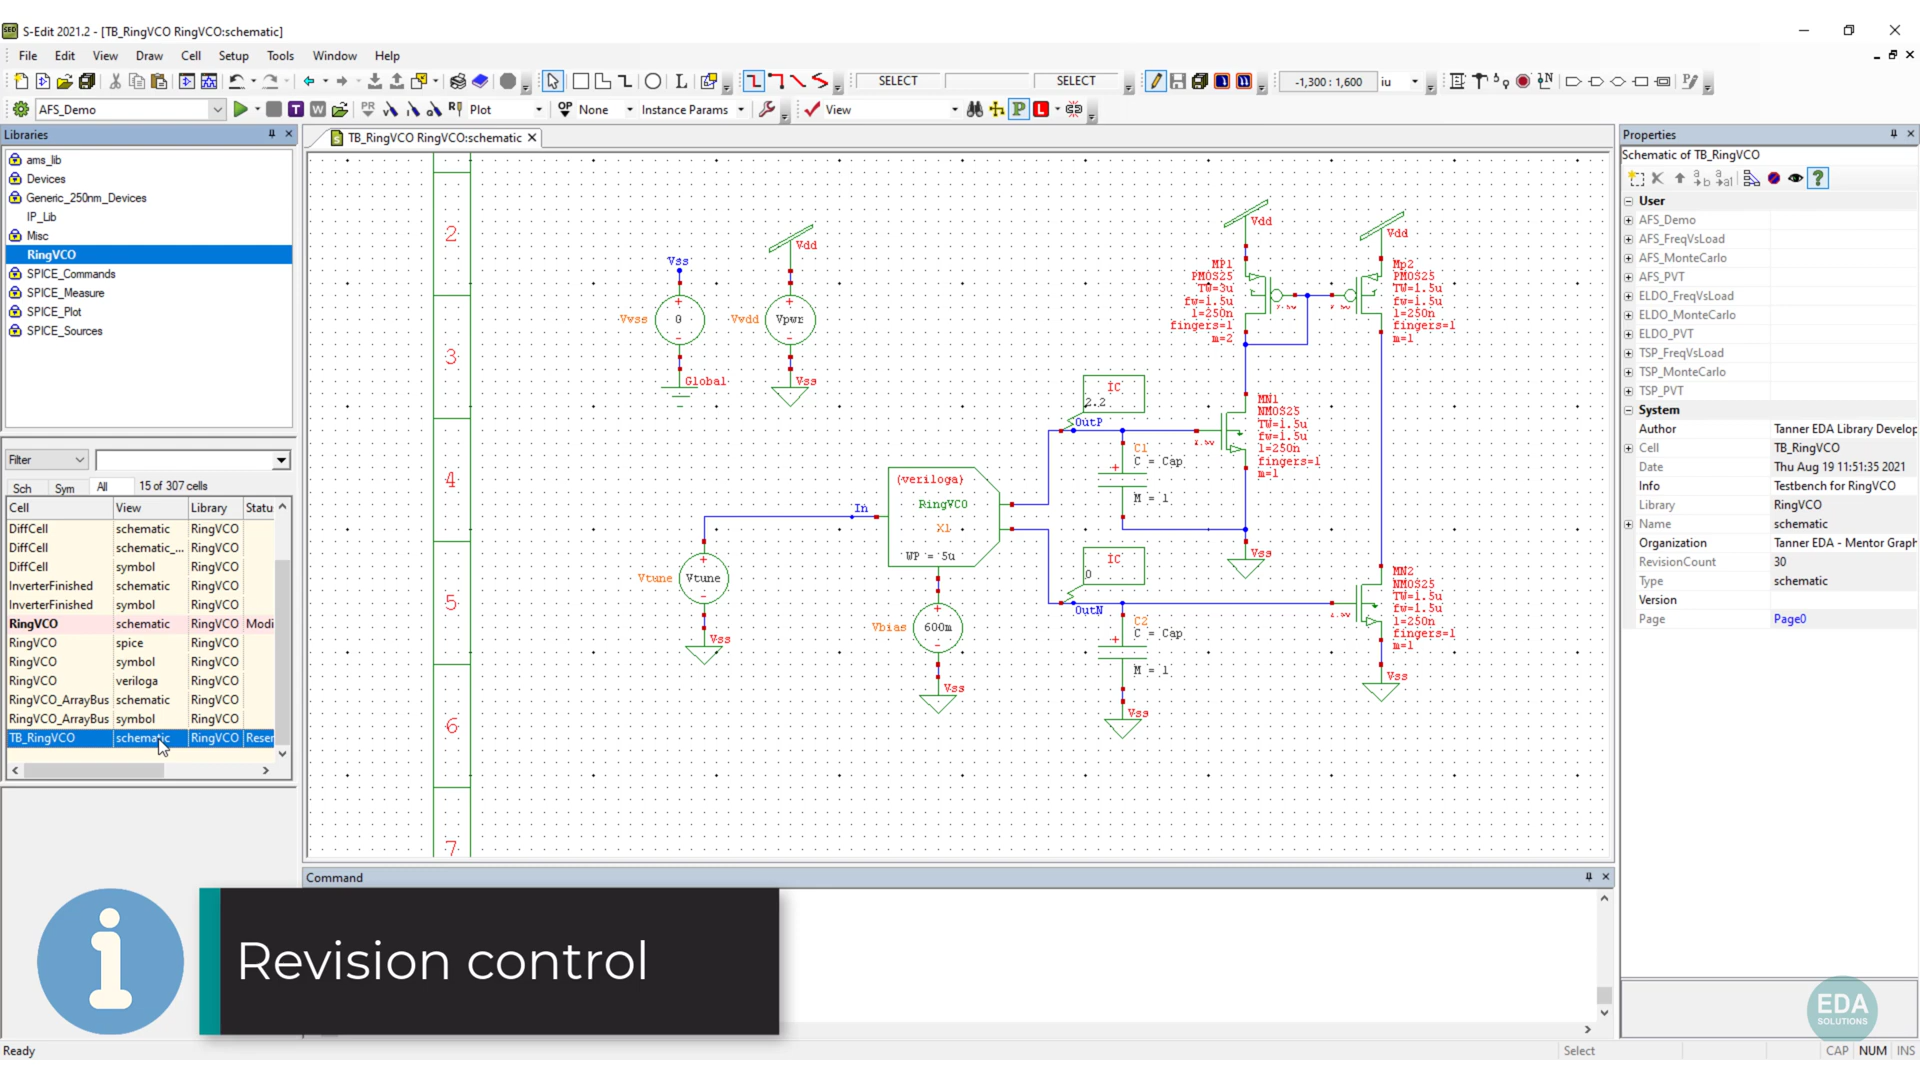 SED S-Edit 2021.2 - [TB_RingVCO RingVCO:schematic]
File Edit View Draw Cell Setup Tools Window Help
SELECT SELECT -1,300 : 1,600 iu
AFS_Demo Plot None Instance Params View
Libraries
ams_lib
Devices
Generic_250nm_Devices
IP_Lib
Misc
RingVCO
SPICE_Commands
SPICE_Measure
SPICE_Plot
SPICE_Sources
Filter
Sch Sym All 15 of 307 cells
Cell View Library Statu
DiffCell schematic RingVCO
DiffCell schematic_... RingVCO
DiffCell symbol RingVCO
InverterFinished schematic RingVCO
InverterFinished symbol RingVCO
RingVCO schematic RingVCO Modi
RingVCO spice RingVCO
RingVCO symbol RingVCO
RingVCO veriloga RingVCO
RingVCO_ArrayBus schematic RingVCO
RingVCO_ArrayBus symbol RingVCO
TB_RingVCO schematic RingVCO Reser
TB_RingVCO RingVCO:schematic
2
3
4
5
6
7
Vss
Vvss
0
Global
Vdd
Vvdd
Vpwr
Vss
Vdd
MP1
PMOS25
TW=3u
fw=1.5u
l=250n
fingers=1
m=2
Vdd
Mp2
PMOS25
TW=1.5u
fw=1.5u
l=250n
fingers=1
m=1
IC
2.2
OutP
C1
C = Cap
M = 1
MN1
NMOS25
TW=1.5u
fw=1.5u
l=250n
fingers=1
m=1
Vss
(veriloga)
RingVCO
X1
WP = 5u
In
Vtune
Vtune
Vss
Vbias
600m
Vss
IC
0
OutN
C2
C = Cap
M = 1
Vss
MN2
NMOS25
TW=1.5u
fw=1.5u
l=250n
fingers=1
m=1
Vss
Command
Properties
Schematic of TB_RingVCO
User
AFS_Demo
AFS_FreqVsLoad
AFS_MonteCarlo
AFS_PVT
ELDO_FreqVsLoad
ELDO_MonteCarlo
ELDO_PVT
TSP_FreqVsLoad
TSP_MonteCarlo
TSP_PVT
System
Author Tanner EDA Library Develop
Cell TB_RingVCO
Date Thu Aug 19 11:51:35 2021
Info Testbench for RingVCO
Library RingVCO
Name schematic
Organization Tanner EDA - Mentor Graph
RevisionCount 30
Type schematic
Version
Page Page0
Revision control
EDA
SOLUTIONS
Ready Select CAP NUM INS